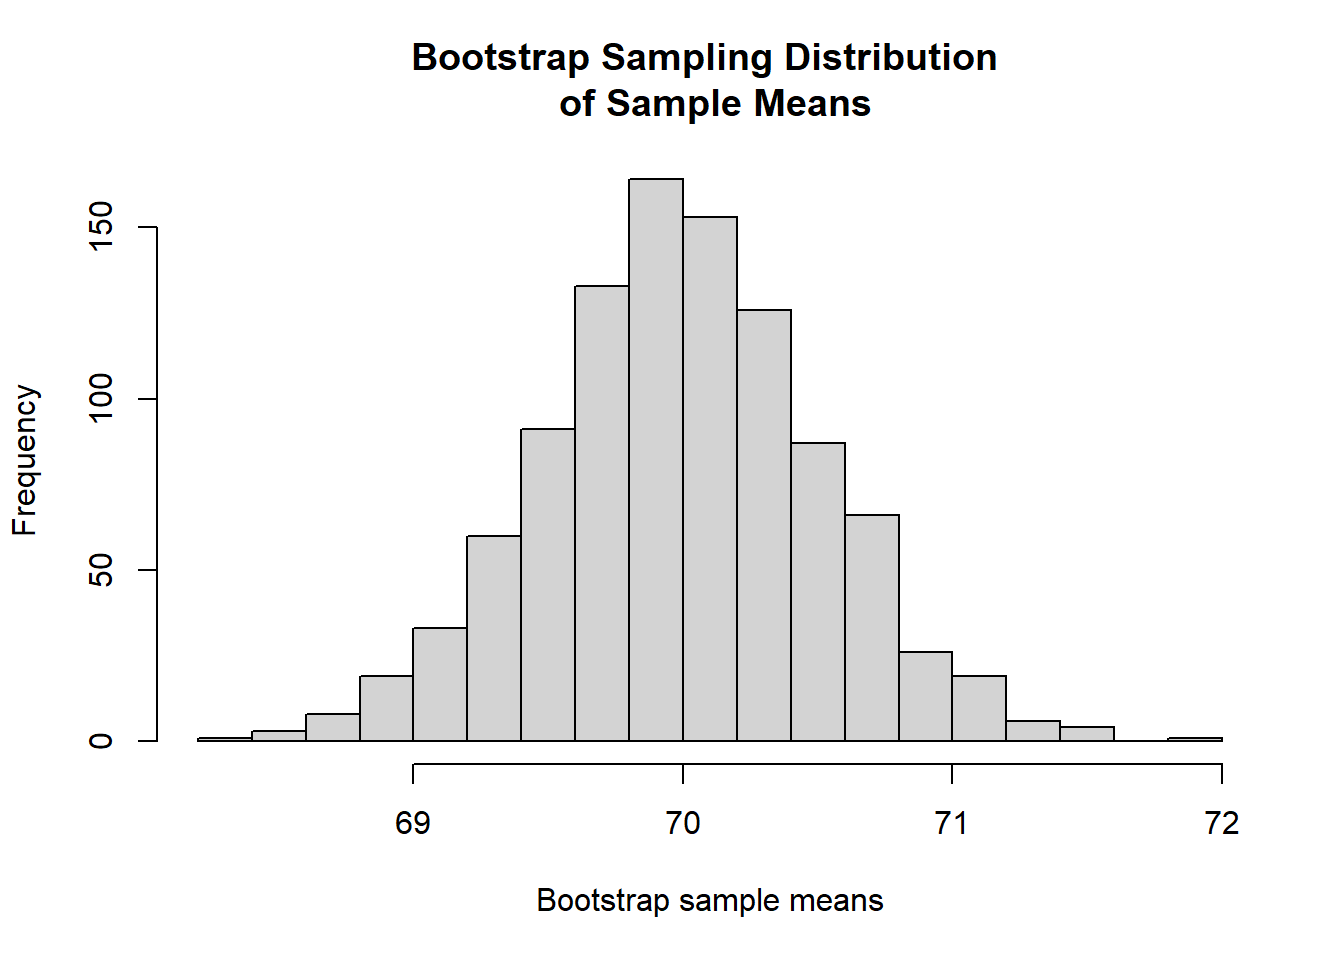 Bootstrap Sampling Distribution
of Sample Means
150
100
50
0
Frequency
69 70 71 72
Bootstrap sample means